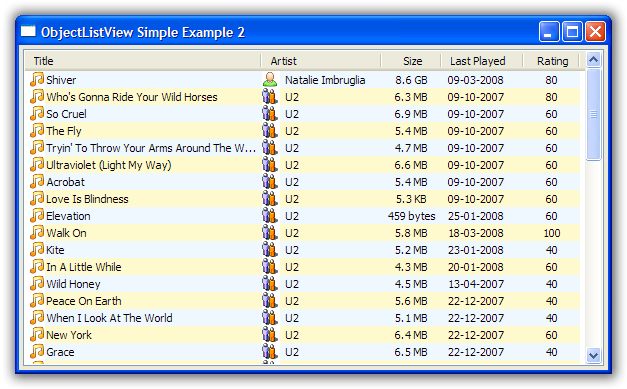 ObjectListView Simple Example 2
Title Artist Size Last Played Rating
Shiver Natalie Imbruglia 8.6 GB 09-03-2008 80
Who's Gonna Ride Your Wild Horses U2 6.3 MB 09-10-2007 80
So Cruel U2 6.9 MB 09-10-2007 60
The Fly U2 5.4 MB 09-10-2007 60
Tryin' To Throw Your Arms Around The W... U2 4.7 MB 09-10-2007 60
Ultraviolet (Light My Way) U2 6.6 MB 09-10-2007 60
Acrobat U2 5.4 MB 09-10-2007 60
Love Is Blindness U2 5.3 KB 09-10-2007 60
Elevation U2 459 bytes 25-01-2008 60
Walk On U2 5.8 MB 18-03-2008 100
Kite U2 5.2 MB 23-01-2008 40
In A Little While U2 4.3 MB 20-01-2008 60
Wild Honey U2 4.5 MB 13-04-2007 40
Peace On Earth U2 5.6 MB 22-12-2007 40
When I Look At The World U2 5.1 MB 22-12-2007 40
New York U2 6.4 MB 22-12-2007 60
Grace U2 6.5 MB 22-12-2007 40